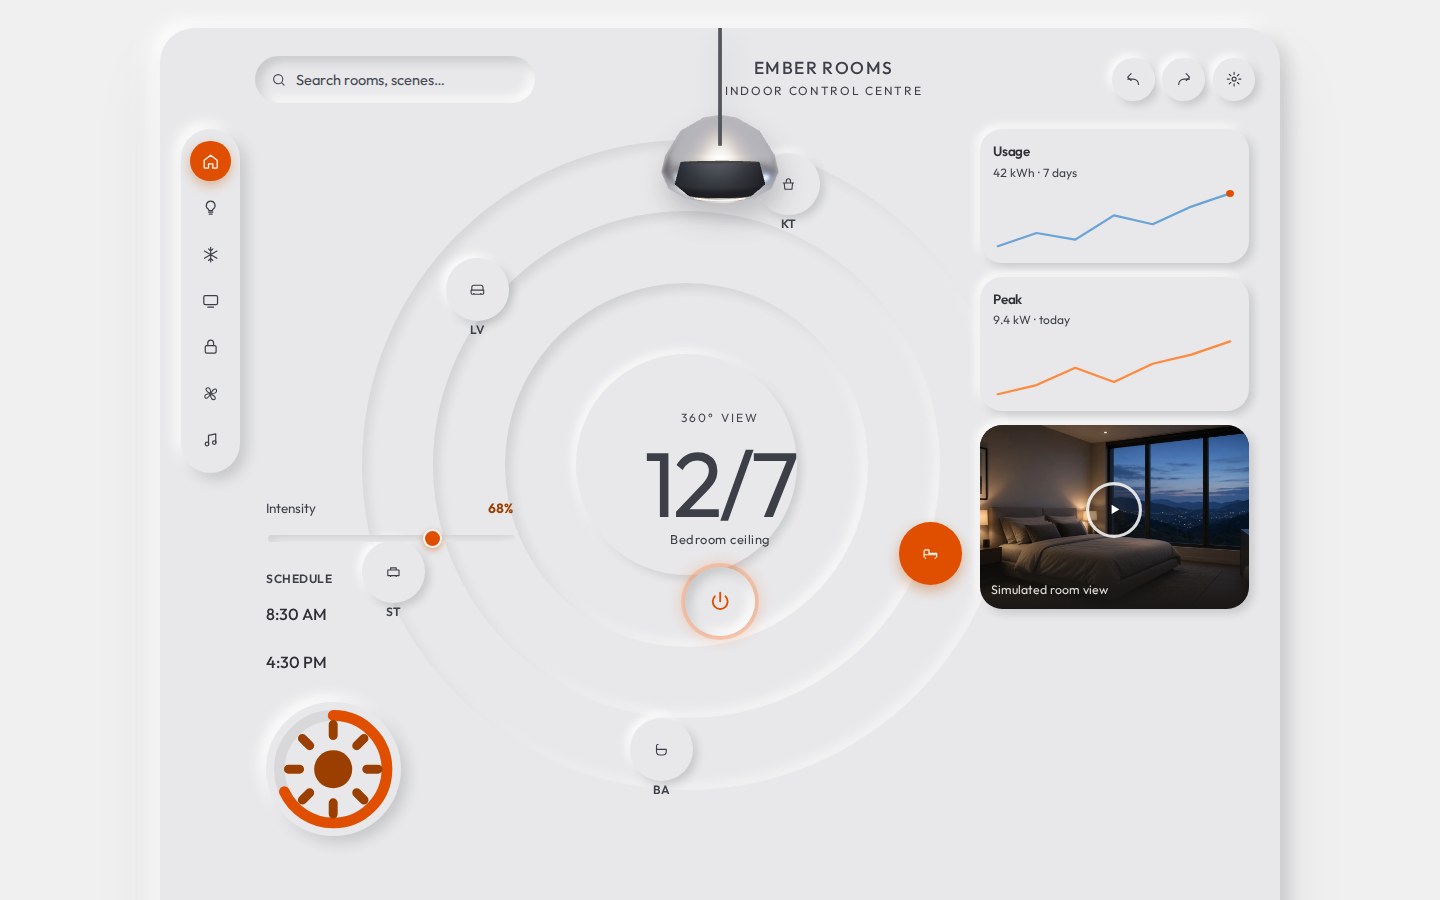 Search rooms, scenes...
EMBER ROOMS
INDOOR CONTROL CENTRE
Usage
42 kWh · 7 days
KT
Peak
9.4 kW · today
LV
360° VIEW
12/7
Bedroom ceiling
Intensity
68%
SCHEDULE
8:30 AM
4:30 PM
ST
Simulated room view
BA